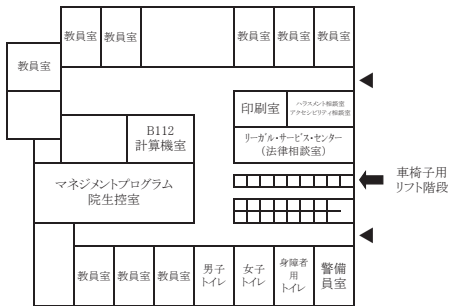 教員室 教員室 教員室 教員室 教員室
教員室
印刷室
ハラスメント相談室
アクセシビリティ相談室
B112
計算機室
リーガル・サービス・センター
(法律相談室)
マネジメントプログラム
院生控室
車椅子用
リフト階段
教員室 教員室 教員室
男子
トイレ
女子
トイレ
身障者
用
トイレ
警備
員室